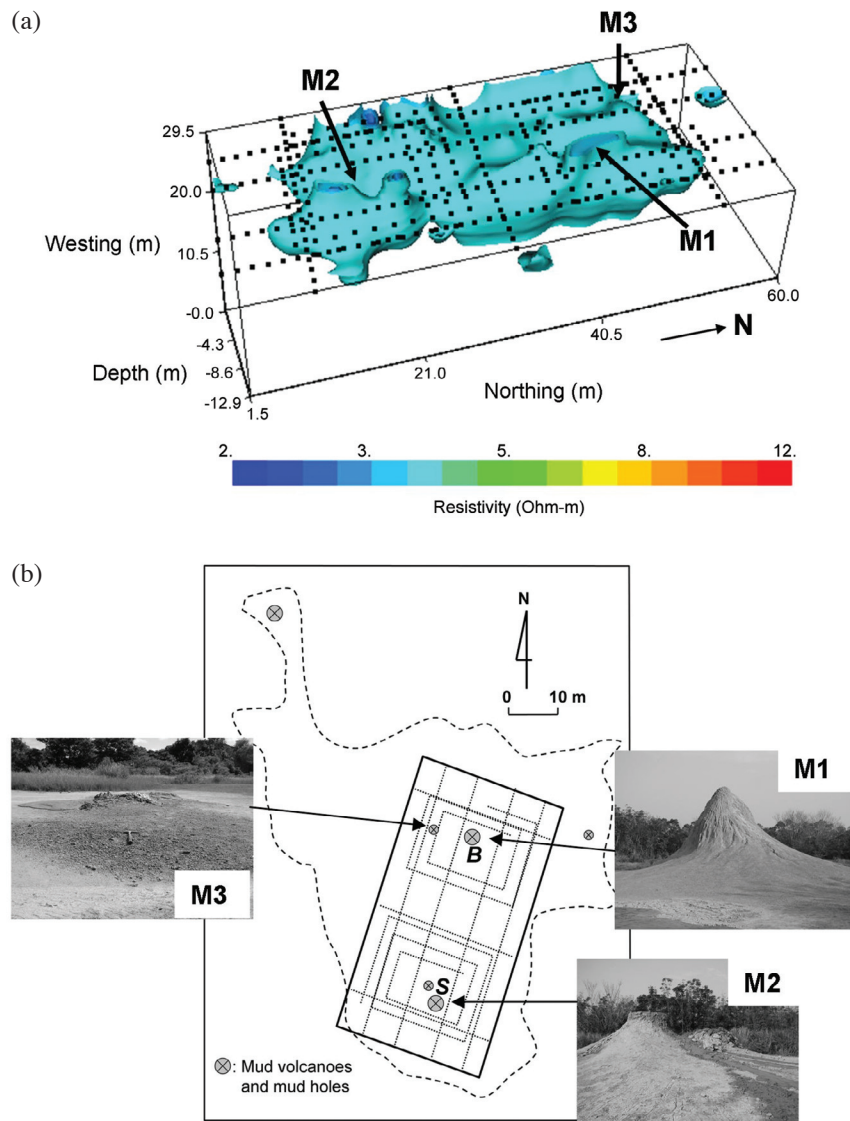 (a)
M3
M2
29.5
20.0
Westing (m)
10.5
M1
-0.0
60.0
-4.3
40.5
N
Depth (m)
-8.6
21.0
Northing (m)
-12.9
1.5
2. 3. 5. 8. 12.
Resistivity (Ohm-m)
(b)
N
0 10 m
M1
B
M3
S
M2
: Mud volcanoes
and mud holes